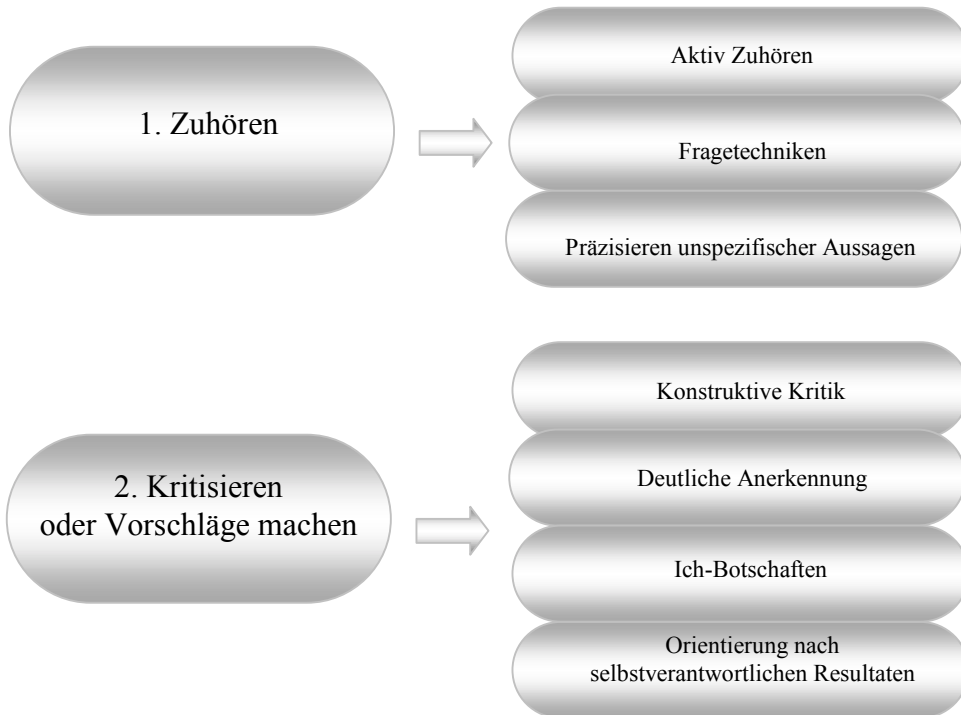 1. Zuhören
Aktiv Zuhören
Fragetechniken
Präzisieren unspezifischer Aussagen
2. Kritisieren
oder Vorschläge machen
Konstruktive Kritik
Deutliche Anerkennung
Ich-Botschaften
Orientierung nach
selbstverantwortlichen Resultaten